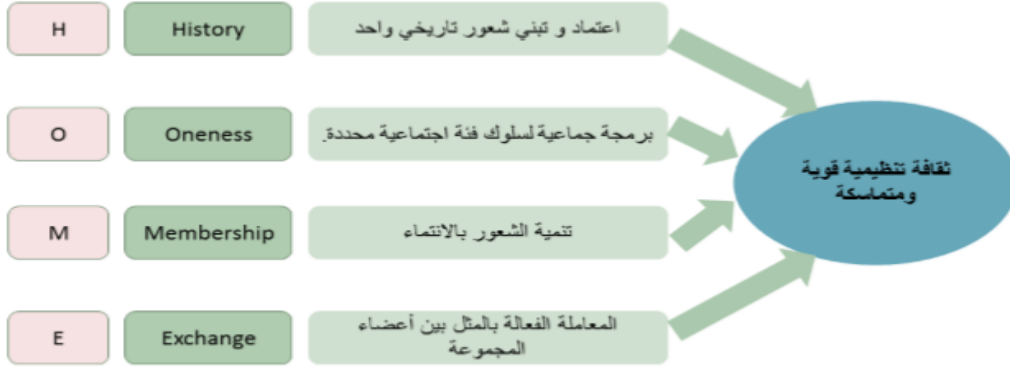 H
History
اعتماد و تبني شعور تاريخي واحد
O
Oneness
برمجة جماعية لسلوك فئة اجتماعية محددة.
M
Membership
تنمية الشعور بالانتماء
E
Exchange
المعاملة الفعالة بالمثل بين أعضاء
المجموعة
ثقافة تنظيمية قوية
ومتماسكة